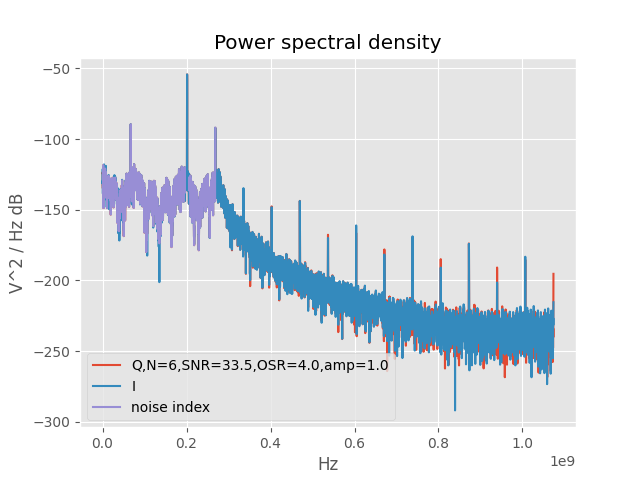 Power spectral density
V^2 / Hz dB
−50
−100
−150
−200
−250
−300
Q,N=6,SNR=33.5,OSR=4.0,amp=1.0
I
noise index
0.0 0.2 0.4 0.6 0.8 1.0
1e9
Hz